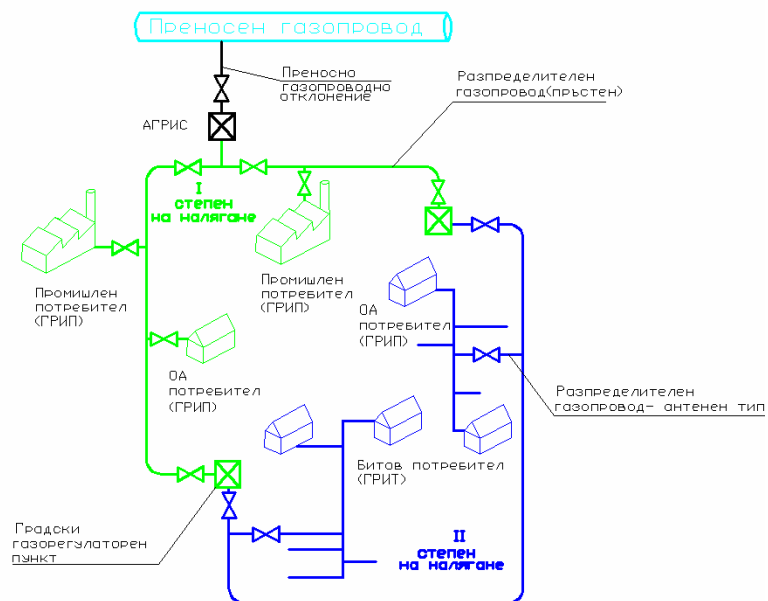 Преносен газопровод
Преносно
газопроводно
отклонение
Разпределителен
газопровод(пръстен)
АГРИС
I
степен
на налягане
Промишлен
потребител
(ГРИП)
Промишлен
потребител
(ГРИП)
ОА
потребител
(ГРИП)
ОА
потребител
(ГРИП)
Разпределителен
газопровод- антенен тип
Битов потребител
(ГРИТ)
Градски
газорегулаторен
пункт
II
степен
на налягане